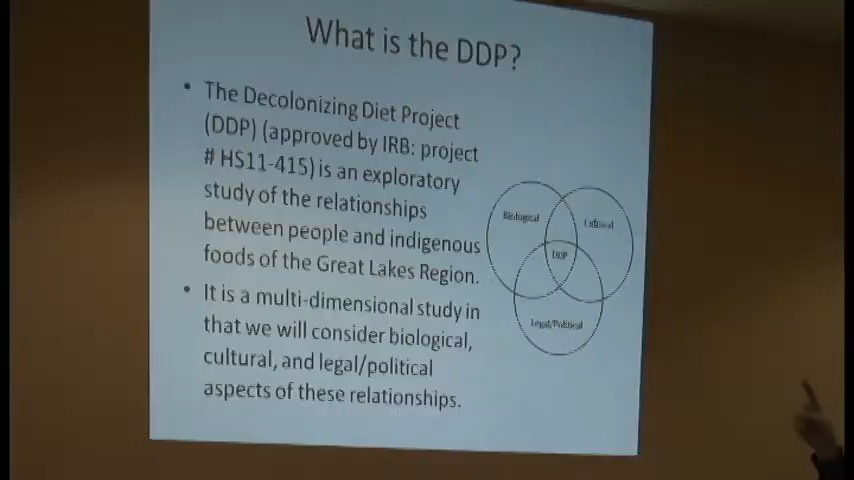 What is the DDP?
• The Decolonizing Diet Project
(DDP) (approved by IRB: project
# HS11-415) is an exploratory
study of the relationships
between people and indigenous
foods of the Great Lakes Region.
• It is a multi-dimensional study in
that we will consider biological,
cultural, and legal/political
aspects of these relationships.
Biological
Cultural
DDP
Legal/Political